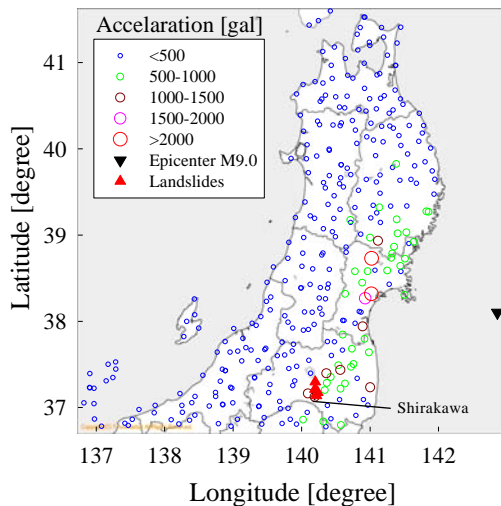 Accelaration [gal]
<500
500-1000
1000-1500
1500-2000
>2000
Epicenter M9.0
Landslides
Latitude [degree]
41
40
39
38
37
Shirakawa
137 138 139 140 141 142
Longitude [degree]